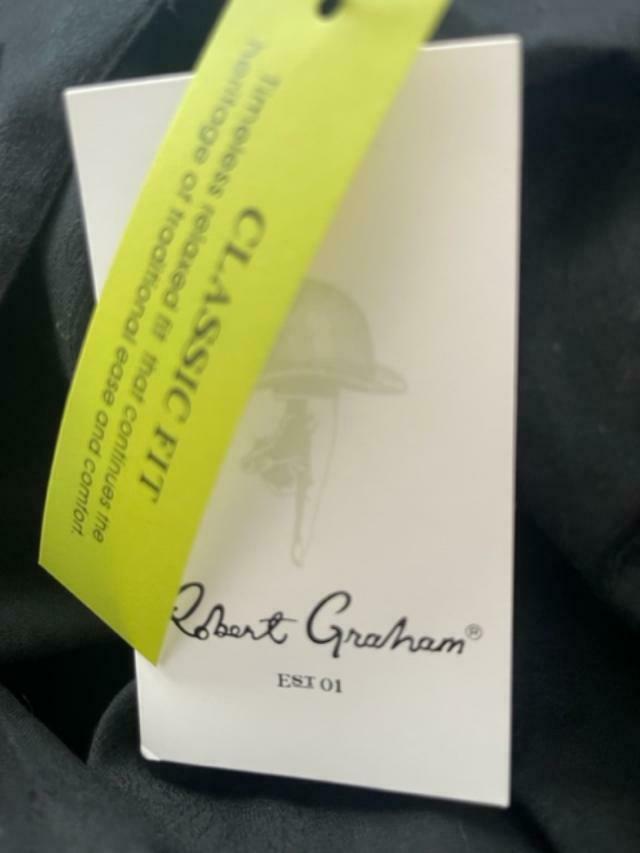 CLASSIC FIT
Timeless relaxed fit that continues the
heritage of traditional ease and comfort.
Robert Graham®
EST 01